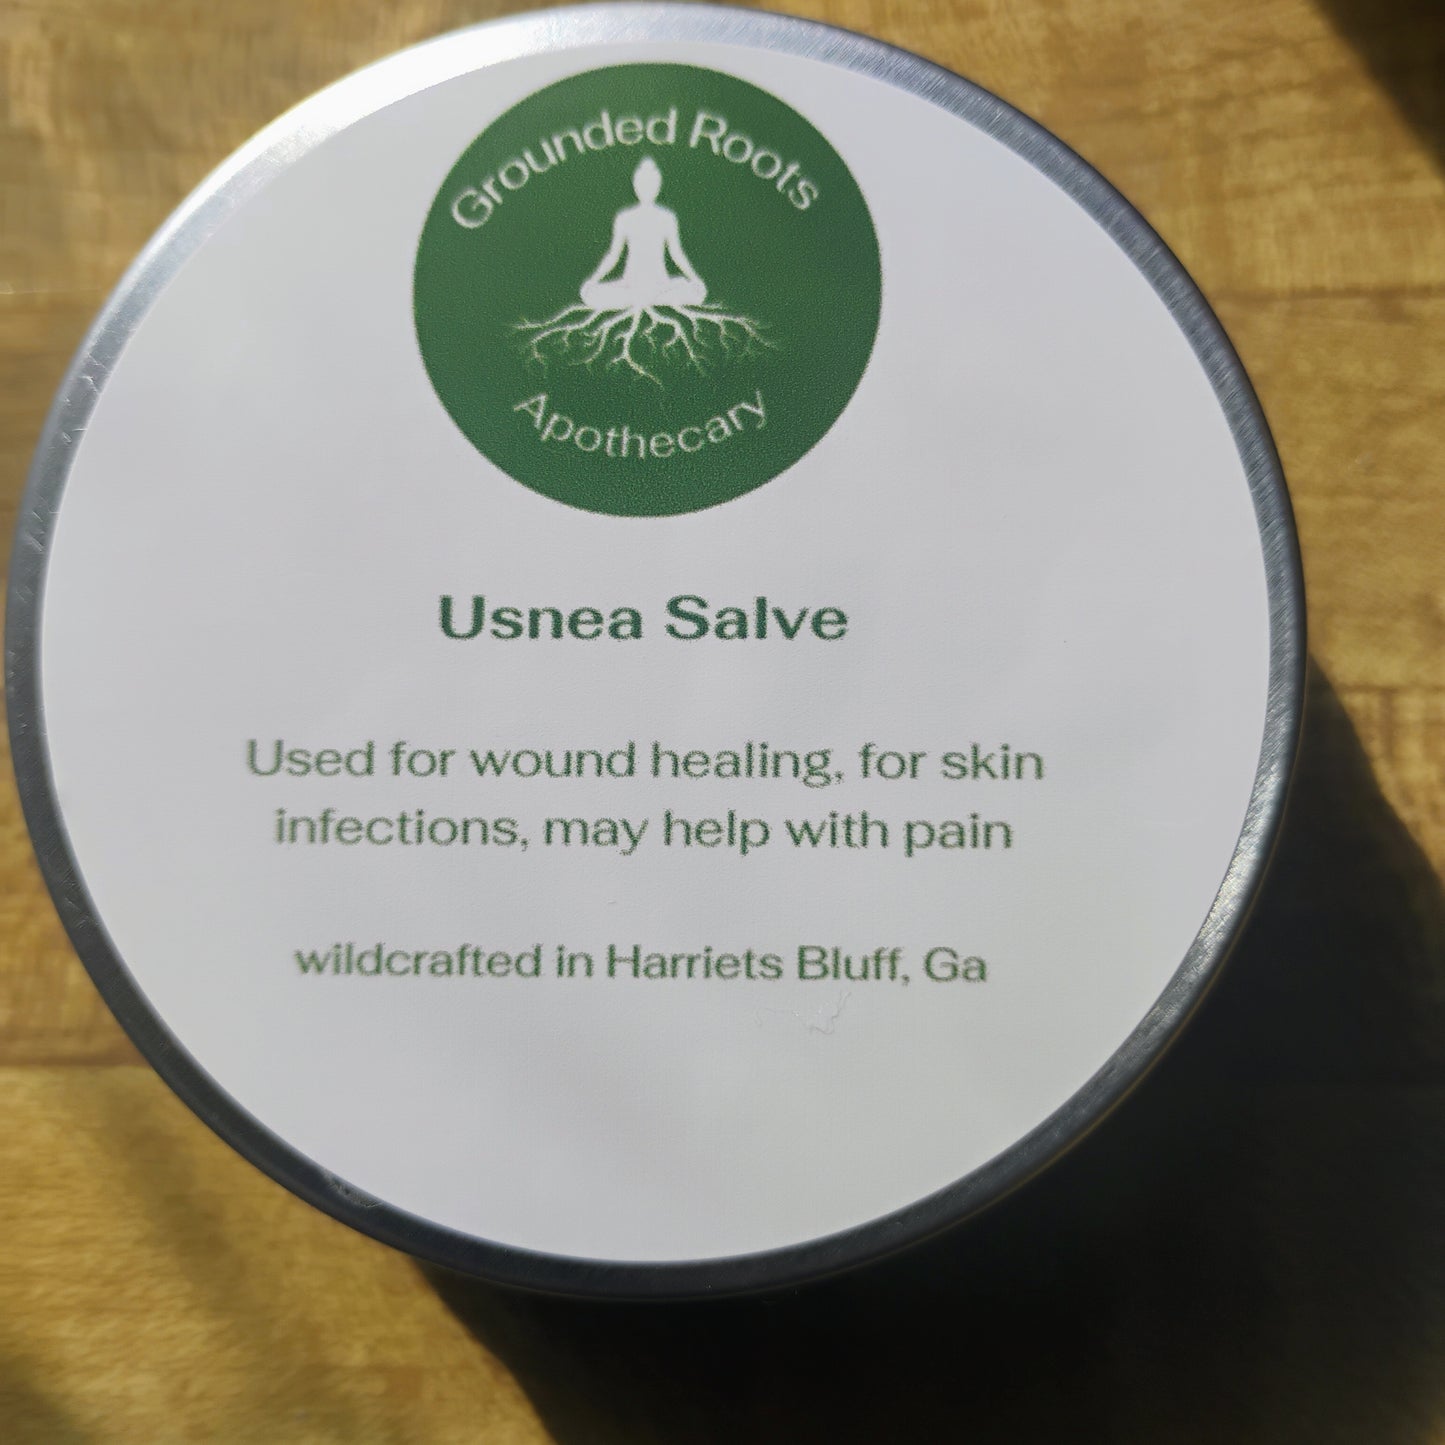 Grounded Roots
Apothecary
Usnea Salve
Used for wound healing, for skin
infections, may help with pain
wildcrafted in Harriets Bluff, Ga